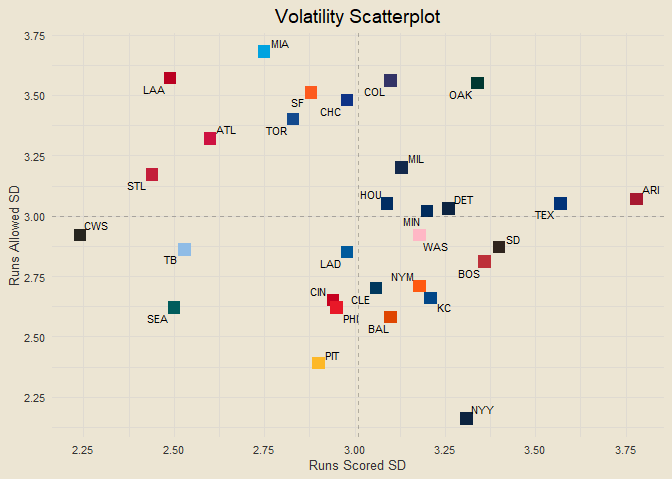 Volatility Scatterplot
3.75
3.50
3.25
3.00
2.75
2.50
2.25
Runs Allowed SD
MIA
LAA
SF
CHC
COL
OAK
TOR
ATL
STL
MIL
HOU
DET
MIN
TEX
ARI
CWS
TB
LAD
WAS
SD
BOS
SEA
CIN
PHI
CLE
NYM
KC
BAL
PIT
NYY
2.25
2.50
2.75
3.00
3.25
3.50
3.75
Runs Scored SD